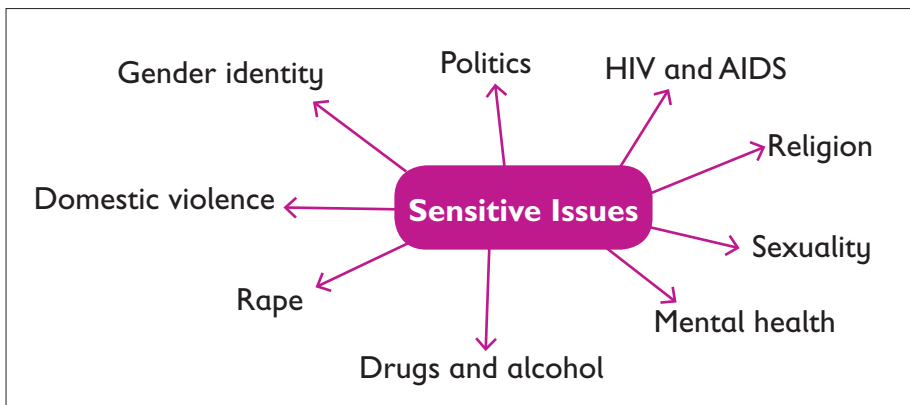 Politics
HIV and AIDS
Gender identity
Religion
Domestic violence
Sensitive Issues
Sexuality
Rape
Mental health
Drugs and alcohol